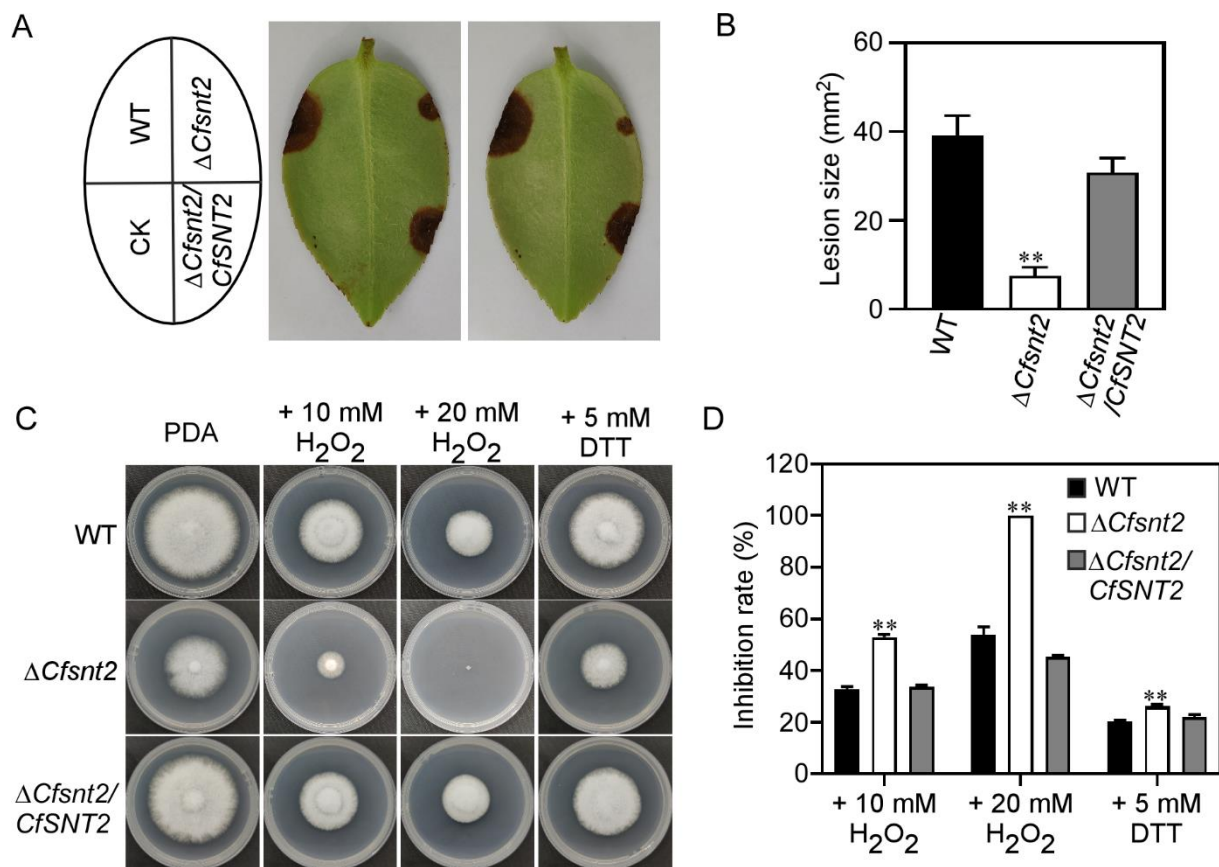 A
WT
ΔCfsnt2
CK
ΔCfsnt2/
CfSNT2
B
Lesion size (mm²)
60
40
20
0
**
WT
ΔCfsnt2
ΔCfsnt2
/CfSNT2
C
PDA
+ 10 mM
H₂O₂
+ 20 mM
H₂O₂
+ 5 mM
DTT
WT
ΔCfsnt2
ΔCfsnt2/
CfSNT2
D
Inhibition rate (%)
120
100
80
60
40
20
0
**
**
**
WT
ΔCfsnt2
ΔCfsnt2/
CfSNT2
+ 10 mM
H₂O₂
+ 20 mM
H₂O₂
+ 5 mM
DTT